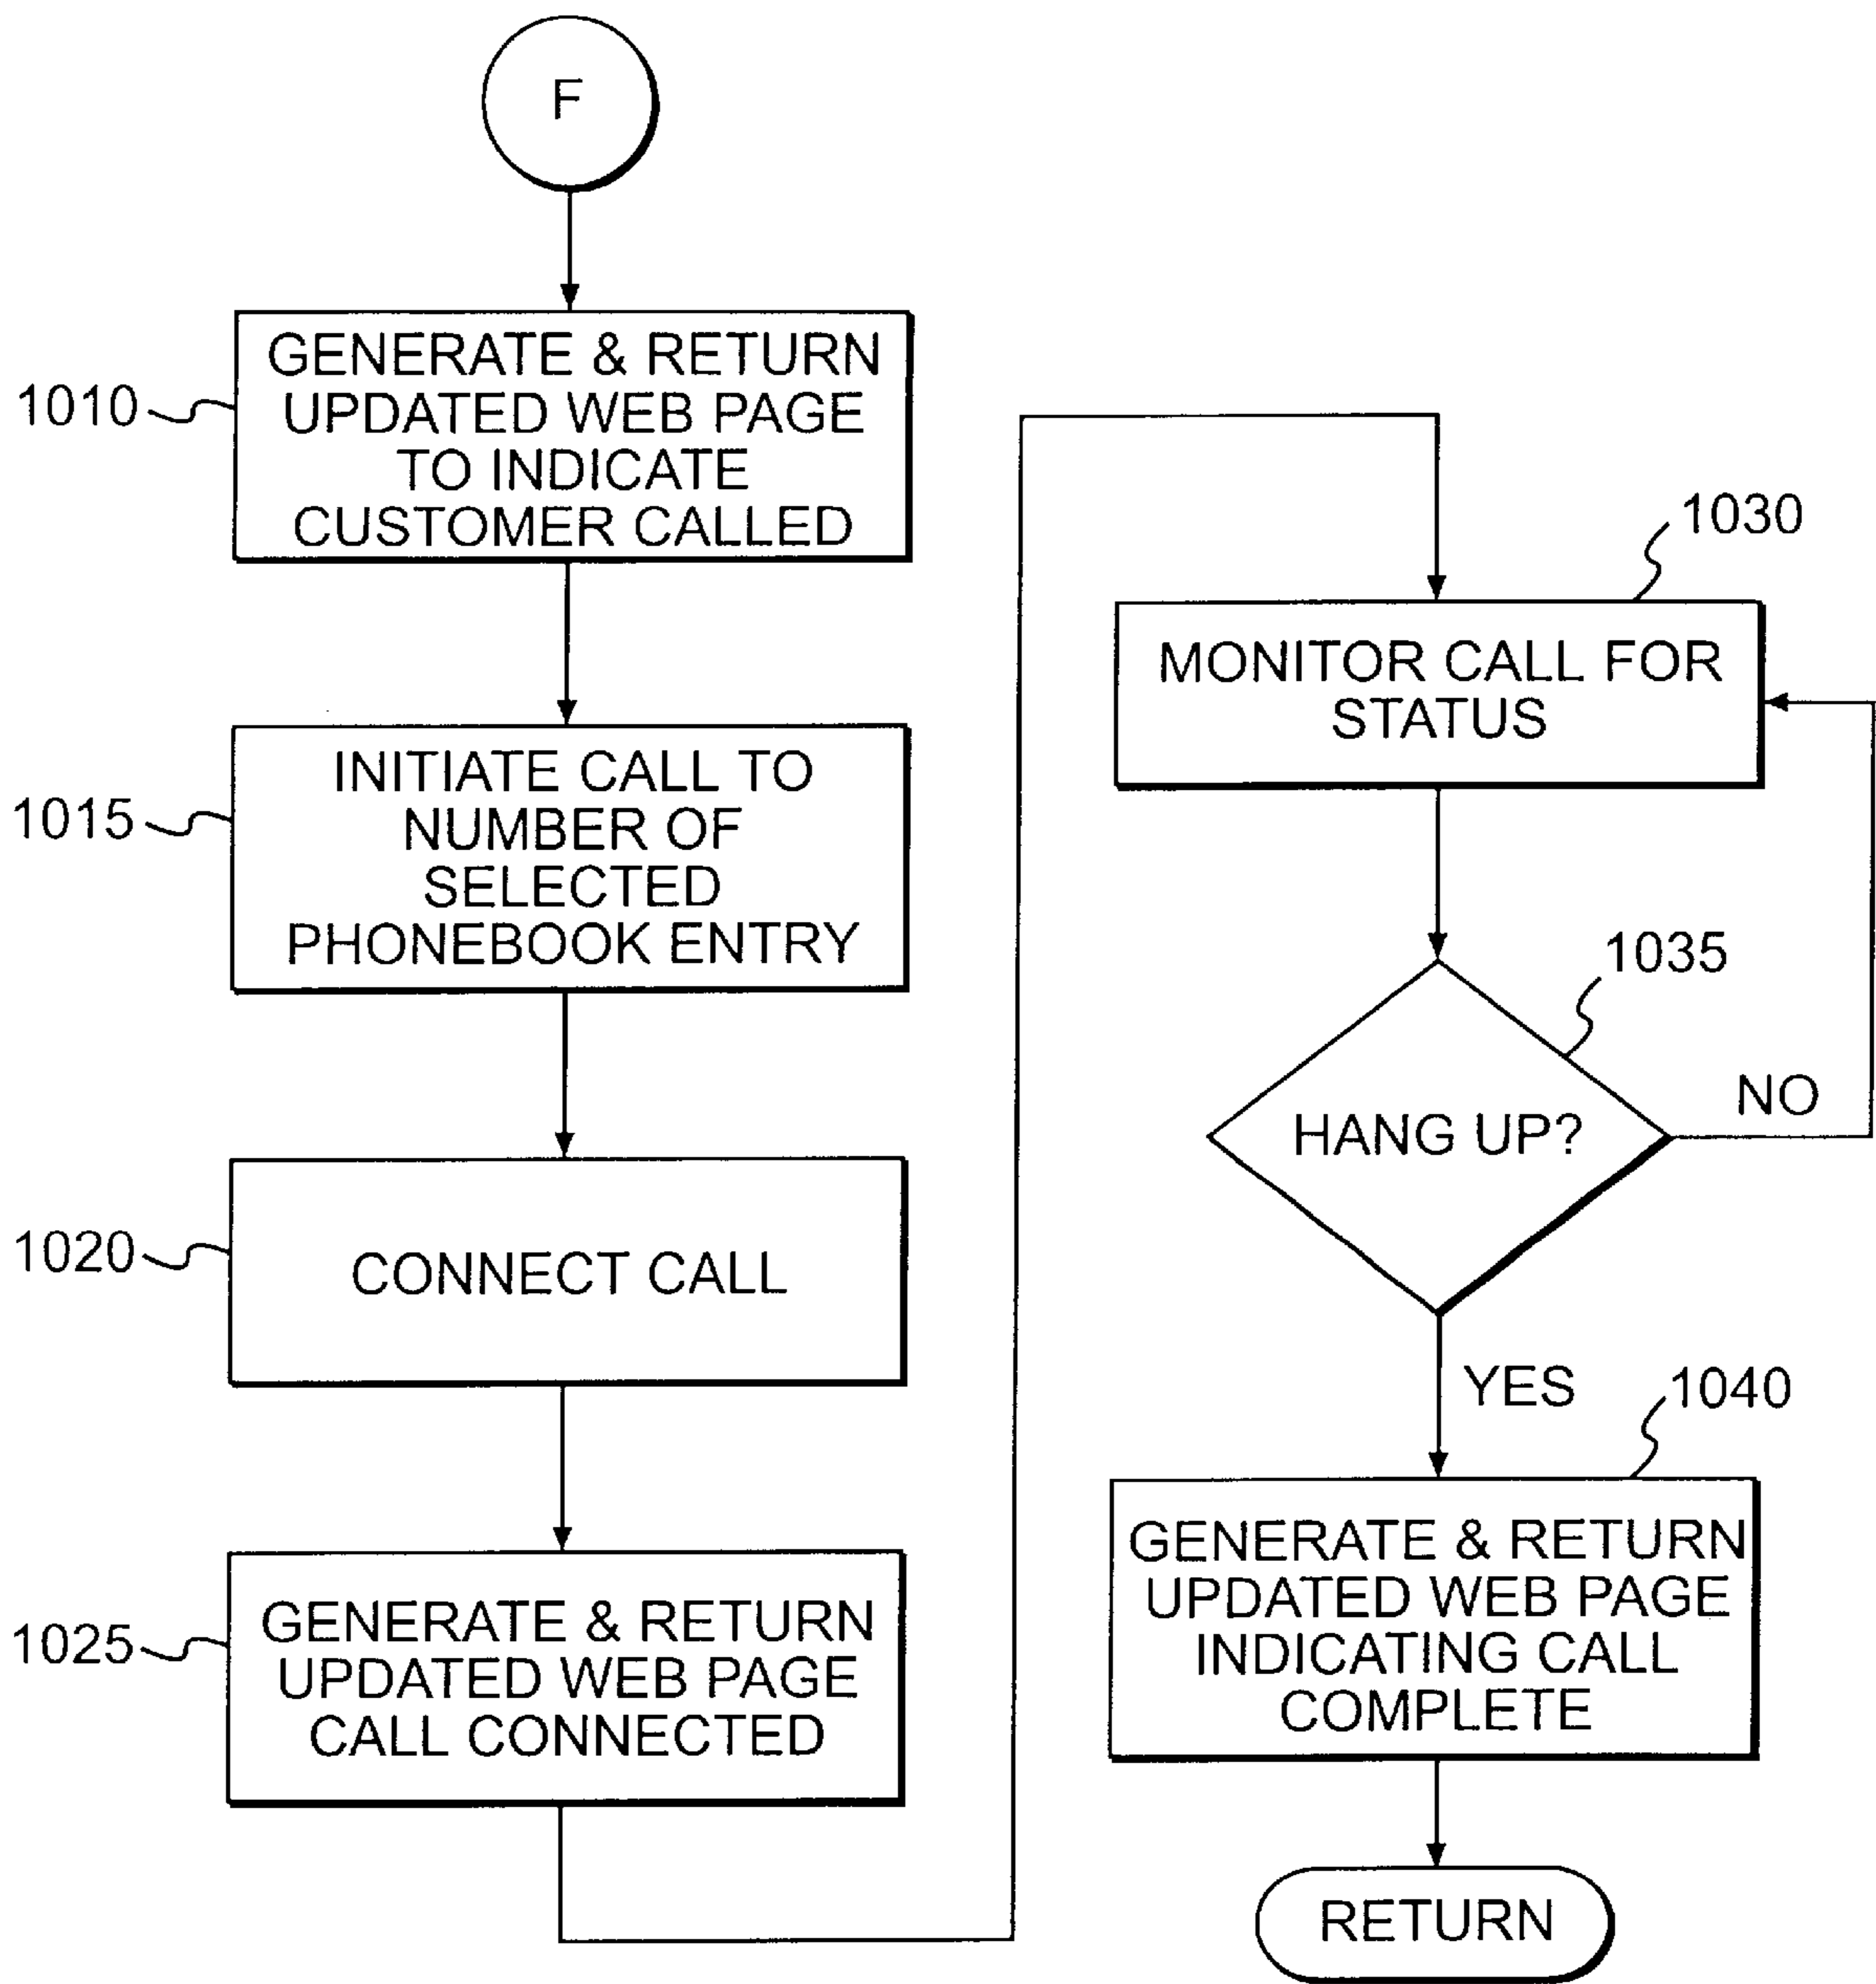 F
1010
GENERATE & RETURN
UPDATED WEB PAGE
TO INDICATE
CUSTOMER CALLED
1015
INITIATE CALL TO
NUMBER OF
SELECTED
PHONEBOOK ENTRY
1020
CONNECT CALL
1025
GENERATE & RETURN
UPDATED WEB PAGE
CALL CONNECTED
1030
MONITOR CALL FOR
STATUS
1035
HANG UP?
NO
YES
1040
GENERATE & RETURN
UPDATED WEB PAGE
INDICATING CALL
COMPLETE
RETURN